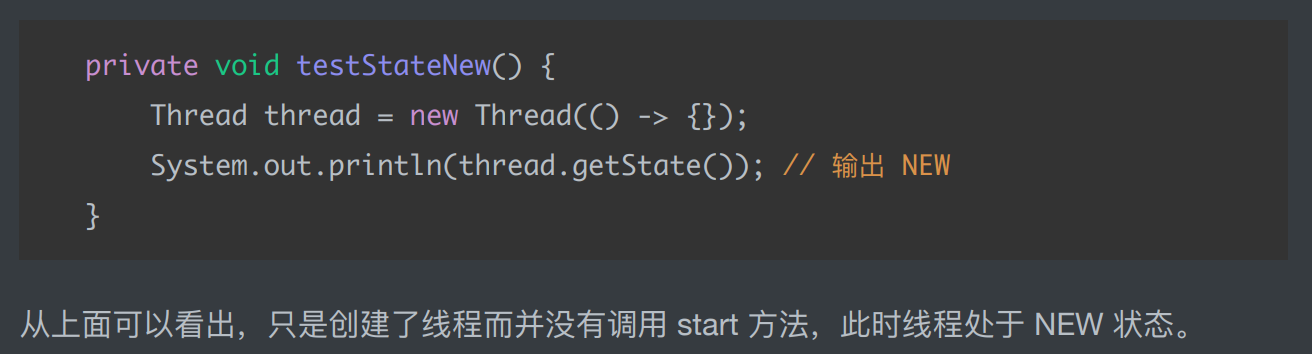 private void testStateNew() {
    Thread thread = new Thread(() -> {});
    System.out.println(thread.getState()); // 输出 NEW
}
从上面可以看出，只是创建了线程而并没有调用 start 方法，此时线程处于 NEW 状态。